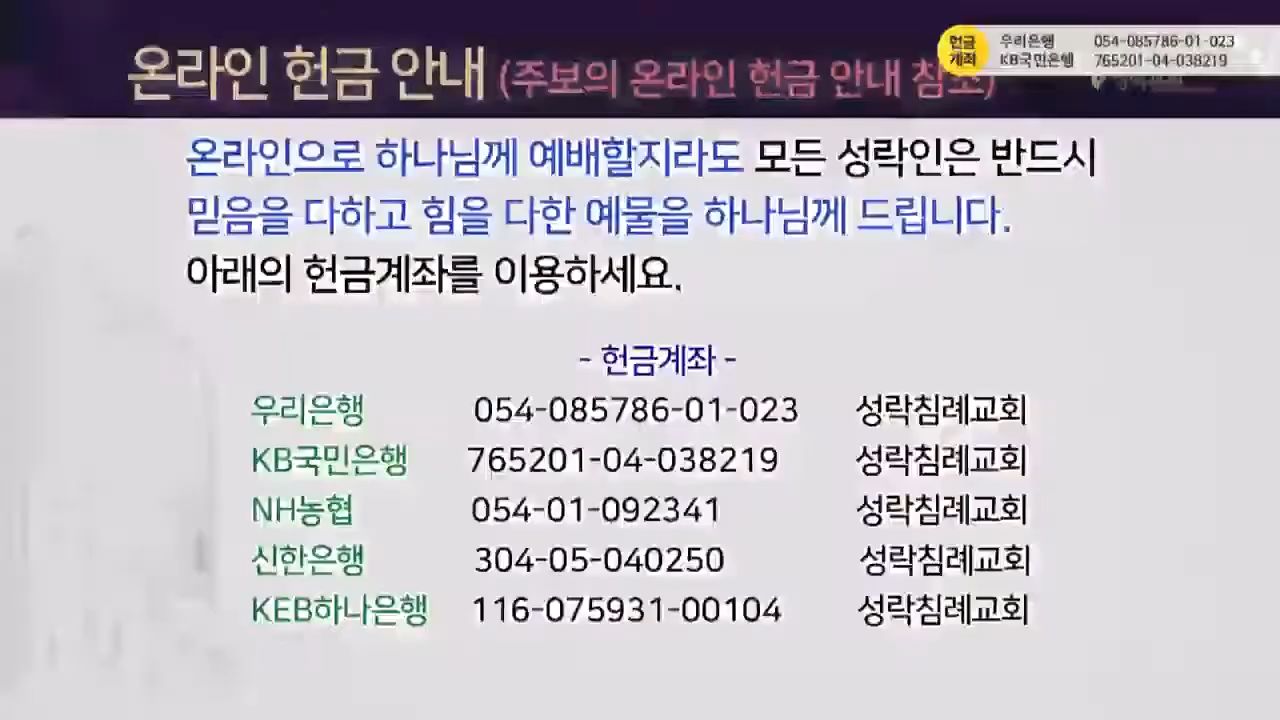 온라인 헌금 안내 (주보의 온라인 헌금 안내 참고)
헌금 계좌
우리은행 054-085786-01-023
KB국민은행 765201-04-038219
온라인으로 하나님께 예배할지라도 모든 성락인은 반드시
믿음을 다하고 힘을 다한 예물을 하나님께 드립니다.
아래의 헌금계좌를 이용하세요.
- 헌금계좌 -
우리은행 054-085786-01-023 성락침례교회
KB국민은행 765201-04-038219 성락침례교회
NH농협 054-01-092341 성락침례교회
신한은행 304-05-040250 성락침례교회
KEB하나은행 116-075931-00104 성락침례교회